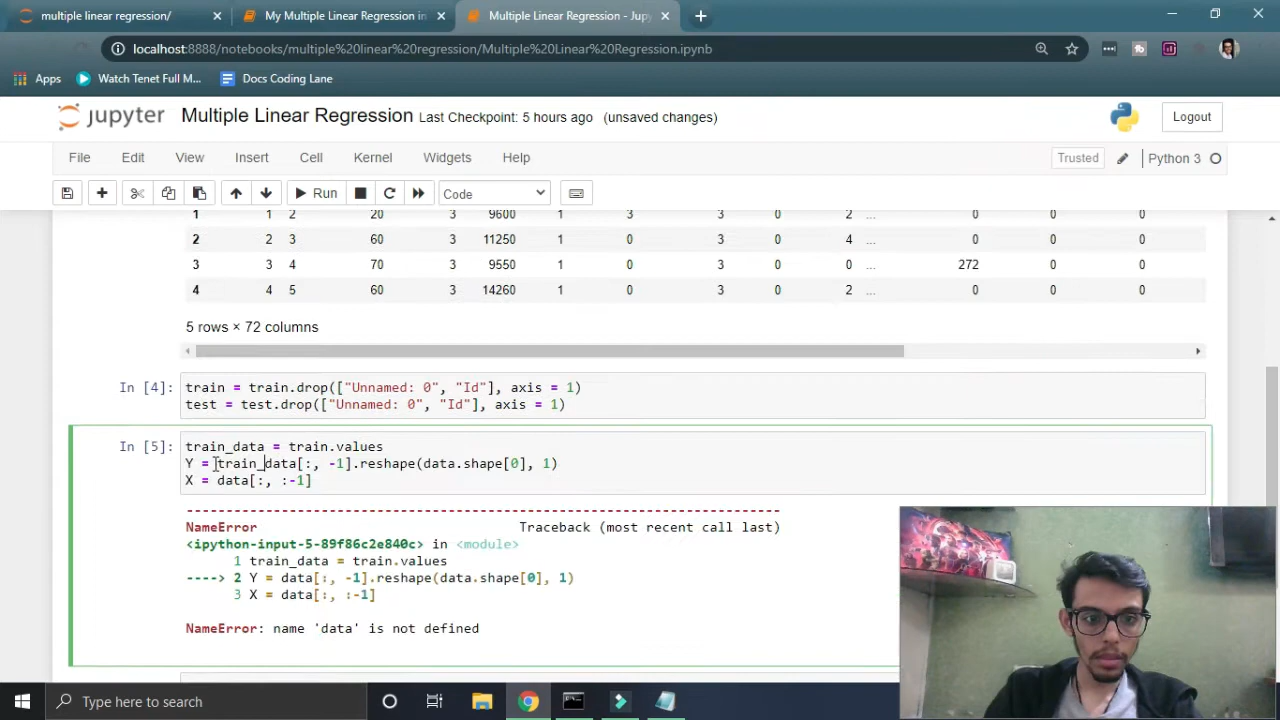 multiple linear regression/
My Multiple Linear Regression in
Multiple Linear Regression - Jupy
localhost:8888/notebooks/multiple%20linear%20regression/Multiple%20Linear%20Regression.ipynb
Apps Watch Tenet Full M... Docs Coding Lane
jupyter Multiple Linear Regression Last Checkpoint: 5 hours ago (unsaved changes) Logout
File Edit View Insert Cell Kernel Widgets Help Trusted Python 3
Run Code
1 1 2 20 3 9600 1 3 3 0 2 ... 0 0 0
2 2 3 60 3 11250 1 0 3 0 4 ... 0 0 0
3 3 4 70 3 9550 1 0 3 0 0 ... 272 0 0
4 4 5 60 3 14260 1 0 3 0 2 ... 0 0 0
5 rows × 72 columns
In [4]: train = train.drop(["Unnamed: 0", "Id"], axis = 1)
test = test.drop(["Unnamed: 0", "Id"], axis = 1)
In [5]: train_data = train.values
Y = train_data[:, -1].reshape(data.shape[0], 1)
X = data[:, :-1]
---------------------------------------------------------------------------
NameError Traceback (most recent call last)
<ipython-input-5-89f86c2e840c> in <module>
1 train_data = train.values
----> 2 Y = data[:, -1].reshape(data.shape[0], 1)
3 X = data[:, :-1]
NameError: name 'data' is not defined
Type here to search